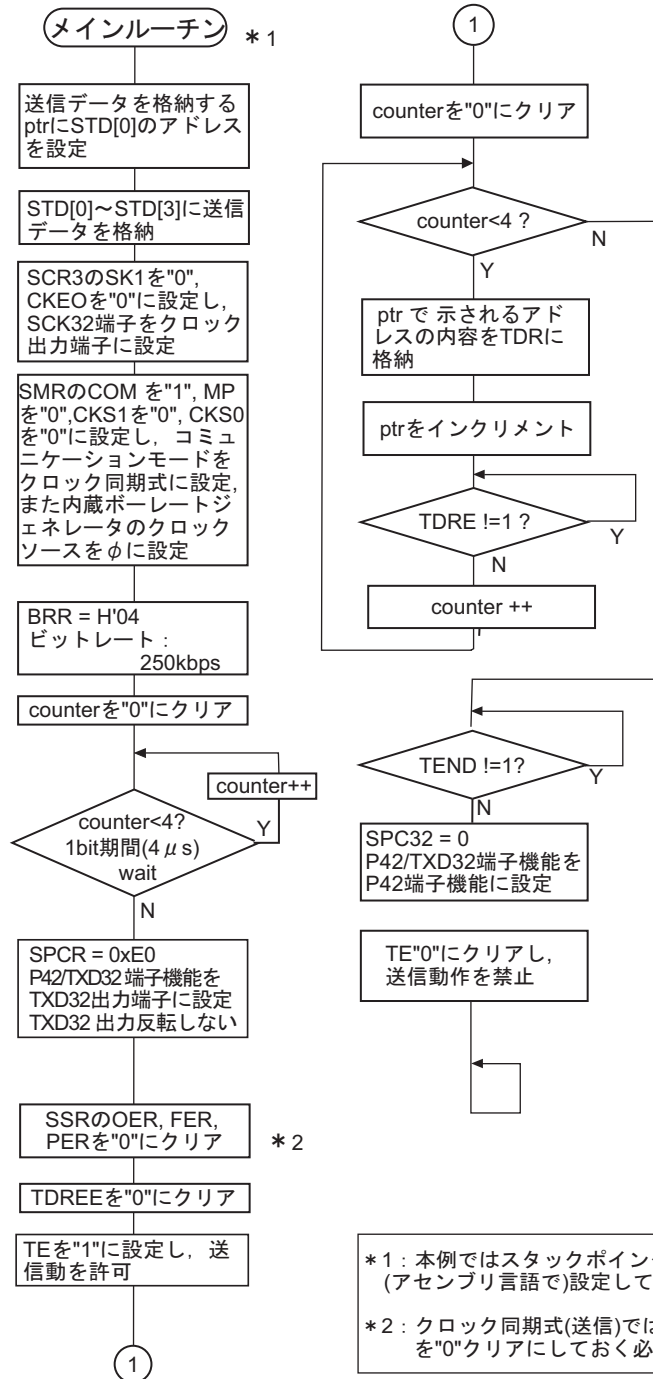 メインルーチン
*1
送信データを格納する
ptrにSTD[0]のアドレス
を設定
STD[0]～STD[3]に送信
データを格納
SCR3のSK1を"0",
CKEOを"0"に設定し,
SCK32端子をクロック
出力端子に設定
SMRのCOM を"1", MP
を"0",CKS1を"0", CKS0
を"0"に設定し, コミュ
ニケーションモードを
クロック同期式に設定,
また内蔵ボーレートジ
ェネレータのクロック
ソースをφに設定
BRR = H'04
ビットレート :
250kbps
counterを"0"にクリア
counter++
counter<4?
1bit期間(4 μ s)
wait
Y
N
SPCR = 0xE0
P42/TXD32 端子機能を
TXD32出力端子に設定
TXD32 出力反転しない
SSRのOER, FER,
PERを"0"にクリア
*2
TDREEを"0"にクリア
TEを"1"に設定し, 送
信動を許可
1
1
counterを"0"にクリア
counter<4 ?
N
Y
ptr で 示されるアド
レスの内容をTDRに
格納
ptrをインクリメント
TDRE !=1 ?
Y
N
counter ++
TEND !=1?
Y
N
SPC32 = 0
P42/TXD32端子機能を
P42端子機能に設定
TE"0"にクリアし,
送信動作を禁止
*1 : 本例ではスタックポイン
(アセンブリ言語で)設定して
*2 : クロック同期式(送信)では
を"0"クリアにしておく必